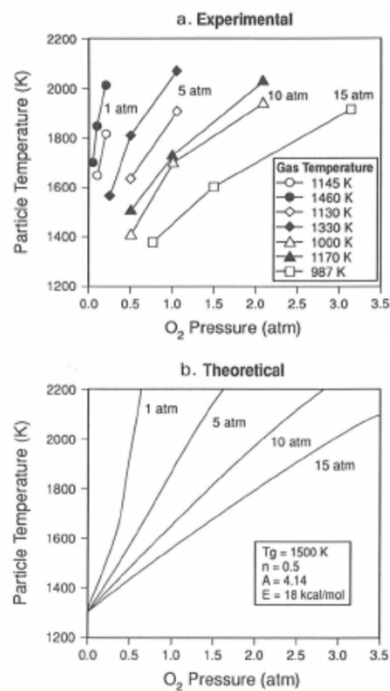 a. Experimental
2200
2000
1800
1600
1400
1200
Particle Temperature (K)
1 atm
5 atm
10 atm
15 atm
Gas Temperature
1145 K
1460 K
1130 K
1330 K
1000 K
1170 K
987 K
0.0 0.5 1.0 1.5 2.0 2.5 3.0 3.5
O₂ Pressure (atm)
b. Theoretical
2200
2000
1800
1600
1400
1200
Particle Temperature (K)
1 atm
5 atm
10 atm
15 atm
Tg = 1500 K
n = 0.5
A = 4.14
E = 18 kcal/mol
0.0 0.5 1.0 1.5 2.0 2.5 3.0 3.5
O₂ Pressure (atm)